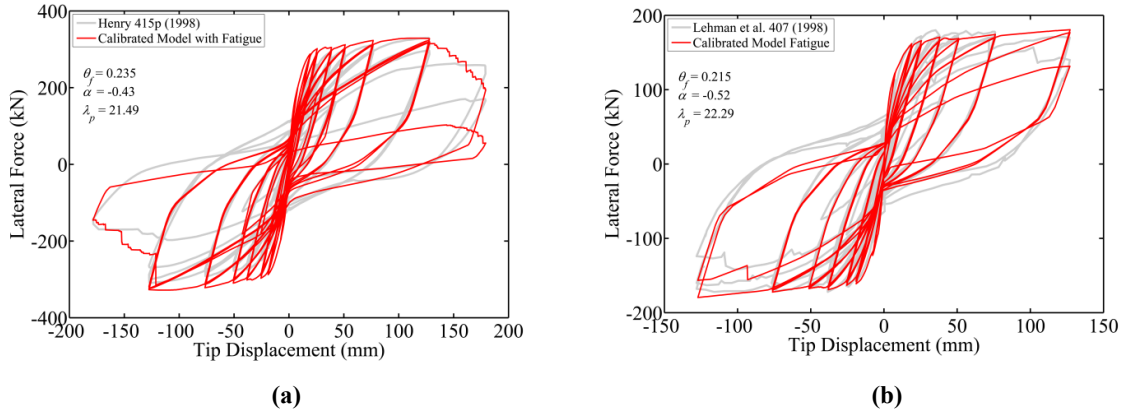 Henry 415p (1998)
Calibrated Model with Fatigue
θf = 0.235
α = -0.43
λp = 21.49
400
200
0
-200
-400
Lateral Force (kN)
-200 -150 -100 -50 0 50 100 150 200
Tip Displacement (mm)
(a)
Lehman et al. 407 (1998)
Calibrated Model Fatigue
θf = 0.215
α = -0.52
λp = 22.29
200
100
0
-100
-200
Lateral Force (kN)
-150 -100 -50 0 50 100 150
Tip Displacement (mm)
(b)